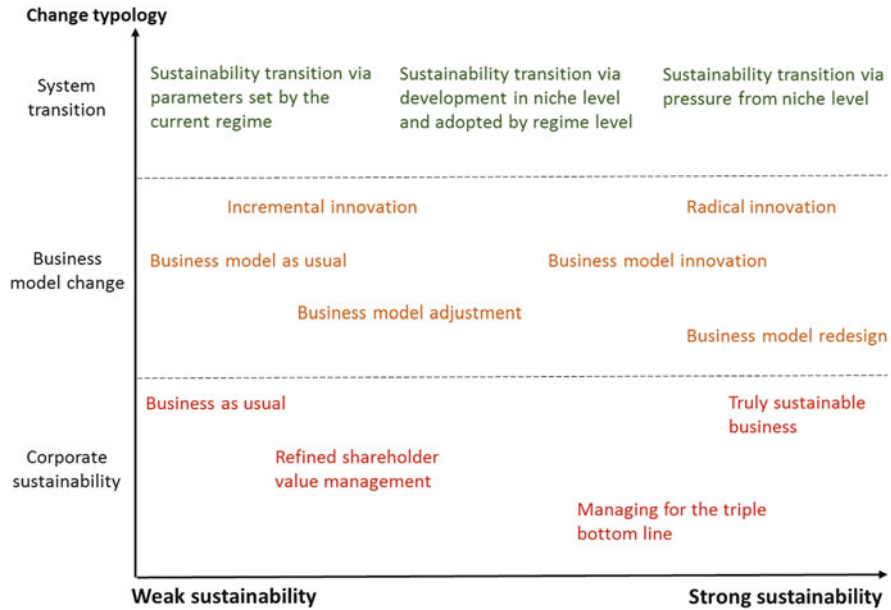 Change typology
System
transition
Sustainability transition via
parameters set by the
current regime
Sustainability transition via
development in niche level
and adopted by regime level
Sustainability transition via
pressure from niche level
Business
model change
Incremental innovation
Radical innovation
Business model as usual
Business model innovation
Business model adjustment
Business model redesign
Corporate
sustainability
Business as usual
Truly sustainable
business
Refined shareholder
value management
Managing for the triple
bottom line
Weak sustainability
Strong sustainability